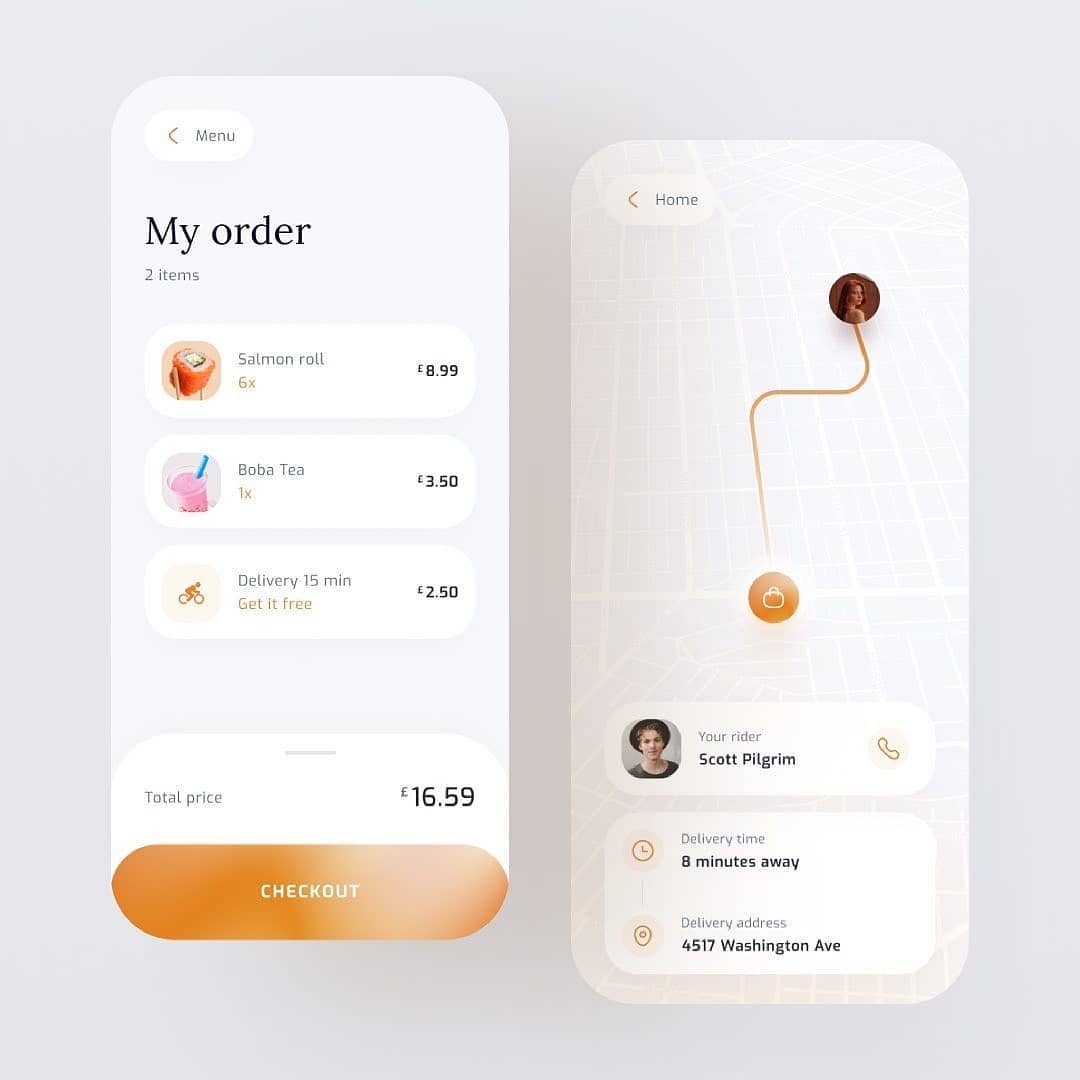 Menu
My order
2 items
Salmon roll
6x
£8.99
Boba Tea
1x
£3.50
Delivery 15 min
Get it free
£2.50
Total price
£16.59
CHECKOUT
Home
Your rider
Scott Pilgrim
Delivery time
8 minutes away
Delivery address
4517 Washington Ave